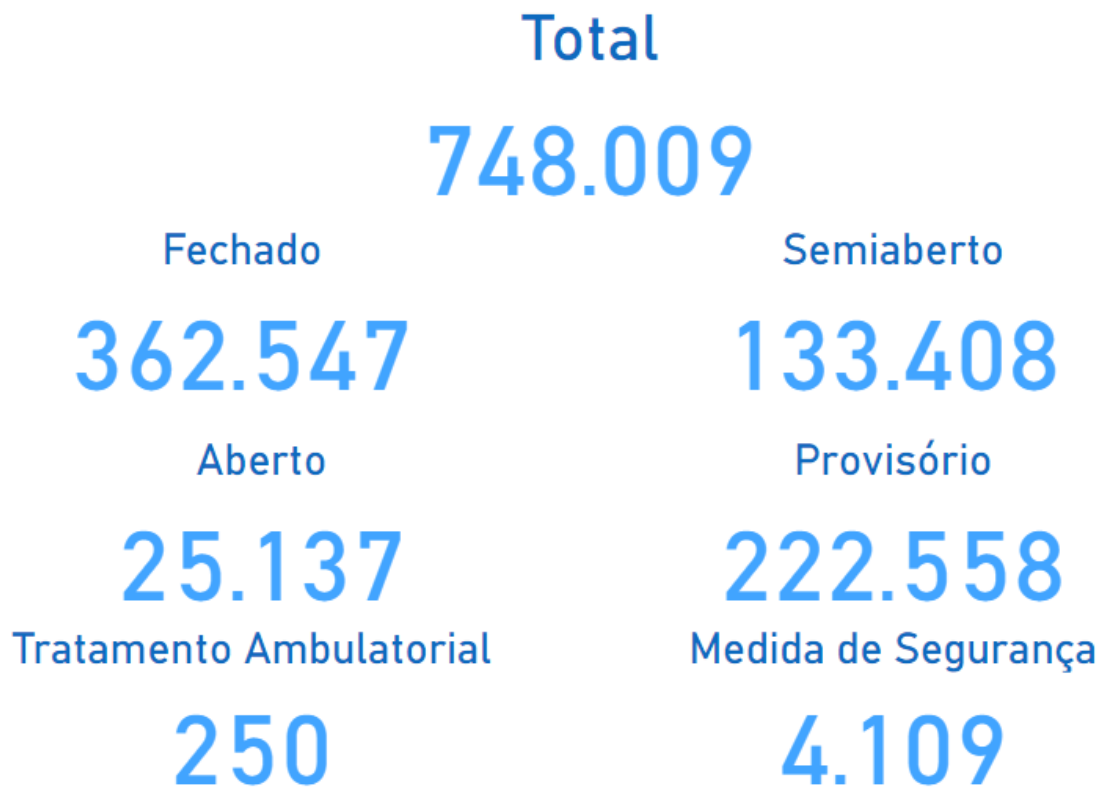 Total
748.009
Fechado Semiaberto
362.547 133.408
Aberto Provisório
25.137 222.558
Tratamento Ambulatorial Medida de Segurança
250 4.109